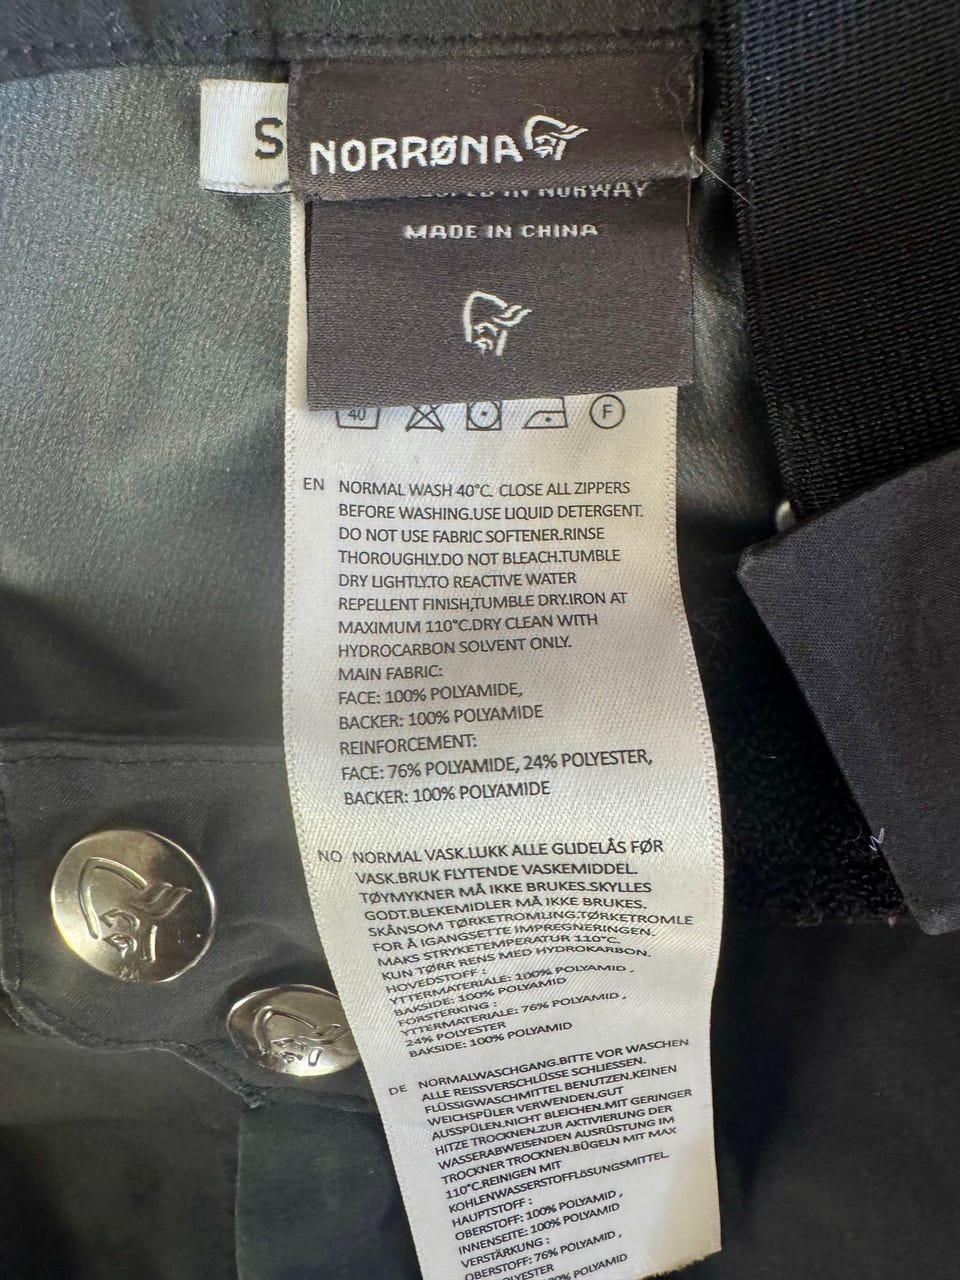 S
NORRØNA
IN NORWAY
MADE IN CHINA
40
F
EN NORMAL WASH 40°C. CLOSE ALL ZIPPERS
BEFORE WASHING.USE LIQUID DETERGENT.
DO NOT USE FABRIC SOFTENER.RINSE
THOROUGHLY.DO NOT BLEACH.TUMBLE
DRY LIGHTLY.TO REACTIVE WATER
REPELLENT FINISH,TUMBLE DRY.IRON AT
MAXIMUM 110°C.DRY CLEAN WITH
HYDROCARBON SOLVENT ONLY.
MAIN FABRIC:
FACE: 100% POLYAMIDE,
BACKER: 100% POLYAMIDE
REINFORCEMENT:
FACE: 76% POLYAMIDE, 24% POLYESTER,
BACKER: 100% POLYAMIDE
NO NORMAL VASK.LUKK ALLE GLIDELÅS FØR
VASK.BRUK FLYTENDE VASKEMIDDEL.
TØYMYKNER MÅ IKKE BRUKES.SKYLLES
GODT.BLEKEMIDLER MÅ IKKE BRUKES.
SKÅNSOM TØRKETROMLING.TØRKETROMLE
FOR Å IGANGSETTE IMPREGNERINGEN.
MAKS STRYKETEMPERATUR 110°C.
KUN TØRR RENS MED HYDROKARBON.
HOVEDSTOFF :
YTTERMATERIALE: 100% POLYAMID ,
BAKSIDE: 100% POLYAMID
FORSTERKING :
YTTERMATERIALE: 76% POLYAMID ,
24% POLYESTER
BAKSIDE: 100% POLYAMID
DE NORMALWASCHGANG.BITTE VOR WASCHEN
ALLE REISSVERSCHLÜSSE SCHLIESSEN.
FLÜSSIGWASCHMITTEL BENUTZEN.KEINEN
WEICHSPÜLER VERWENDEN.GUT
AUSSPÜLEN.NICHT BLEICHEN.MIT GERINGER
HITZE TROCKNEN.ZUR AKTIVIERUNG DER
WASSERABWEISENDEN AUSRÜSTUNG IM
TROCKNER TROCKNEN.BÜGELN MIT MAX
110°C.REINIGEN MIT
KOHLENWASSERSTOFFLÖSUNGSMITTEL.
HAUPTSTOFF :
OBERSTOFF: 100% POLYAMID ,
INNENSEITE: 100% POLYAMID
VERSTÄRKUNG :
OBERSTOFF: 76% POLYAMID ,
POLYESTER
POLYAMID